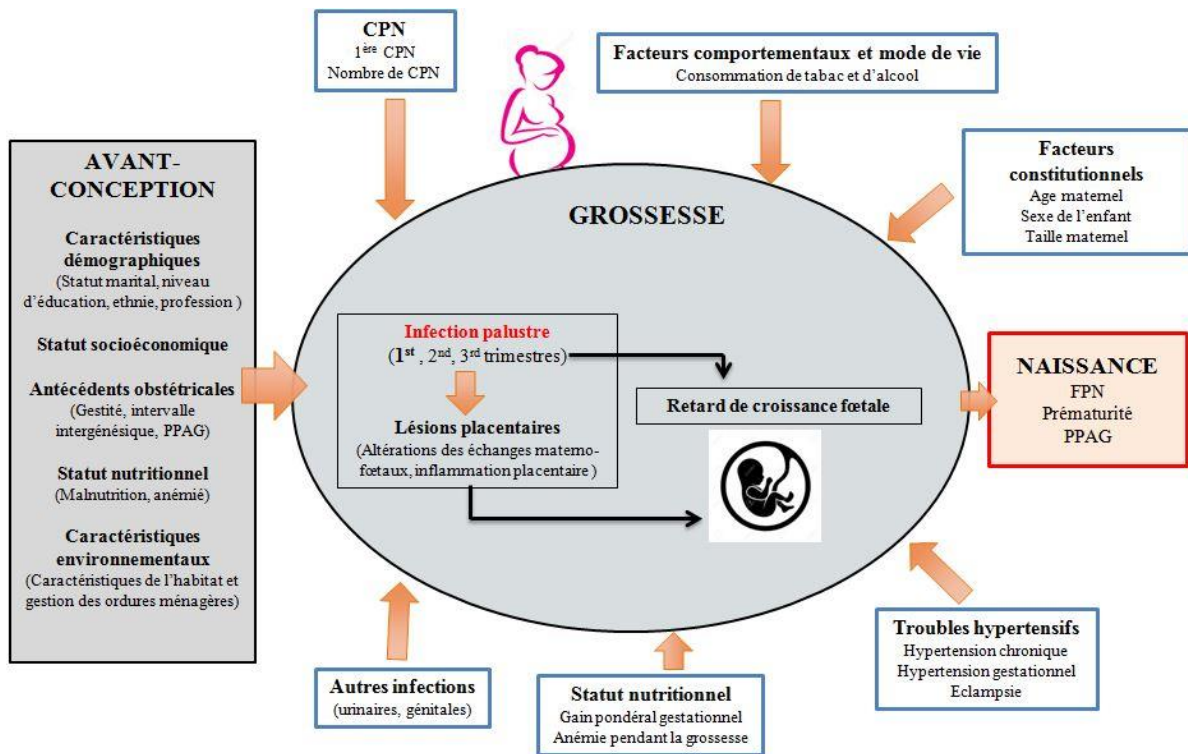 CPN
1ère CPN
Nombre de CPN
Facteurs comportementaux et mode de vie
Consommation de tabac et d'alcool
Facteurs
constitutionnels
Age maternel
Sexe de l'enfant
Taille maternel
AVANT-
CONCEPTION
Caractéristiques
démographiques
(Statut marital, niveau
d'éducation, ethnie, profession )
Statut socioéconomique
Antécédents obstétricales
(Gestité, intervalle
intergénésique, PPAG)
Statut nutritionnel
(Malnutrition, anémié)
Caractéristiques
environnementaux
(Caractéristiques de l'habitat et
gestion des ordures ménagères)
GROSSESSE
Infection palustre
(1st , 2nd, 3rd trimestres)
Lésions placentaires
(Altérations des échanges materno-
fœtaux, inflammation placentaire )
Retard de croissance fœtale
NAISSANCE
FPN
Prématurité
PPAG
Autres infections
(urinaires, génitales)
Statut nutritionnel
Gain pondéral gestationnel
Anémie pendant la grossesse
Troubles hypertensifs
Hypertension chronique
Hypertension gestationnel
Eclampsie